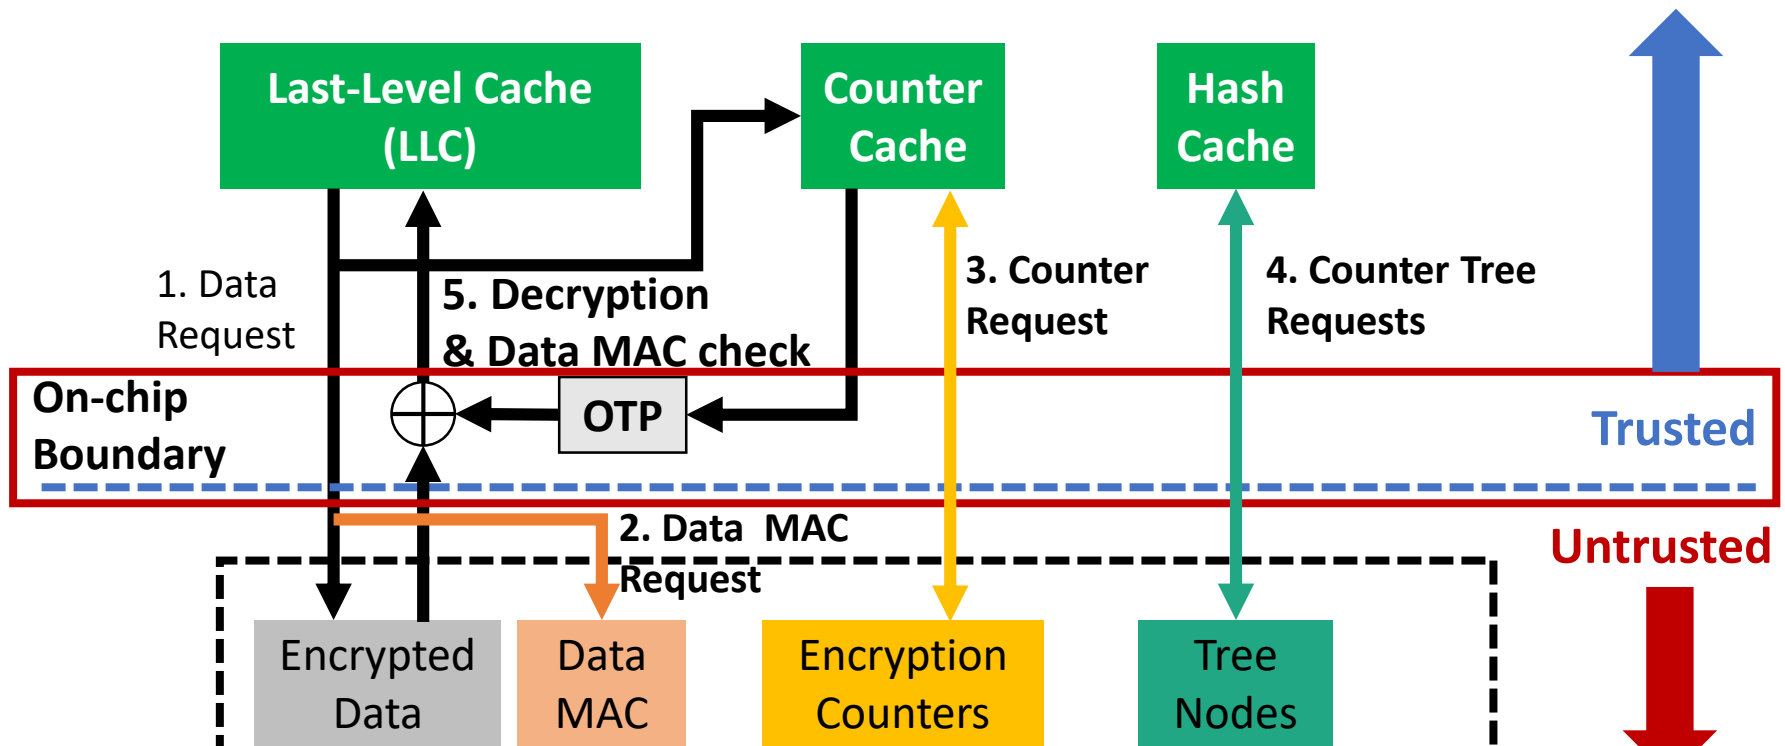 Last-Level Cache
(LLC)
Counter
Cache
Hash
Cache
1. Data
Request
5. Decryption
& Data MAC check
3. Counter
Request
4. Counter Tree
Requests
On-chip
Boundary
OTP
Trusted
2. Data MAC
Request
Untrusted
Encrypted
Data
Data
MAC
Encryption
Counters
Tree
Nodes